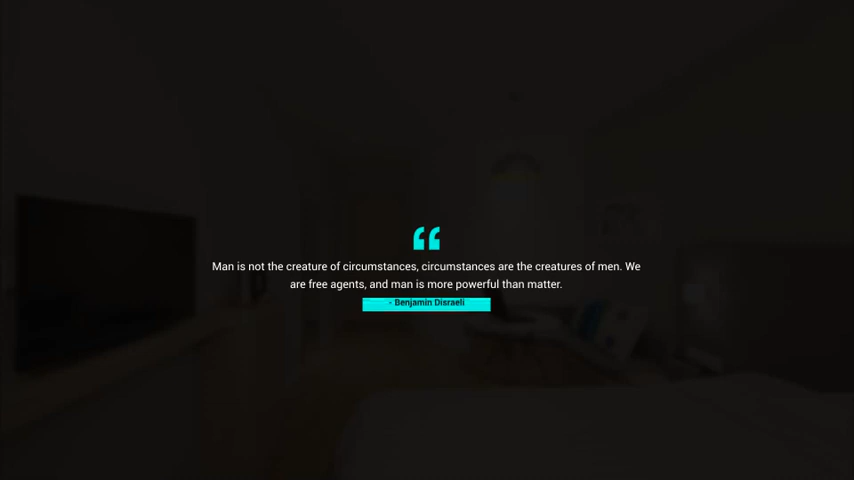 “
Man is not the creature of circumstances, circumstances are the creatures of men. We
are free agents, and man is more powerful than matter.
- Benjamin Disraeli